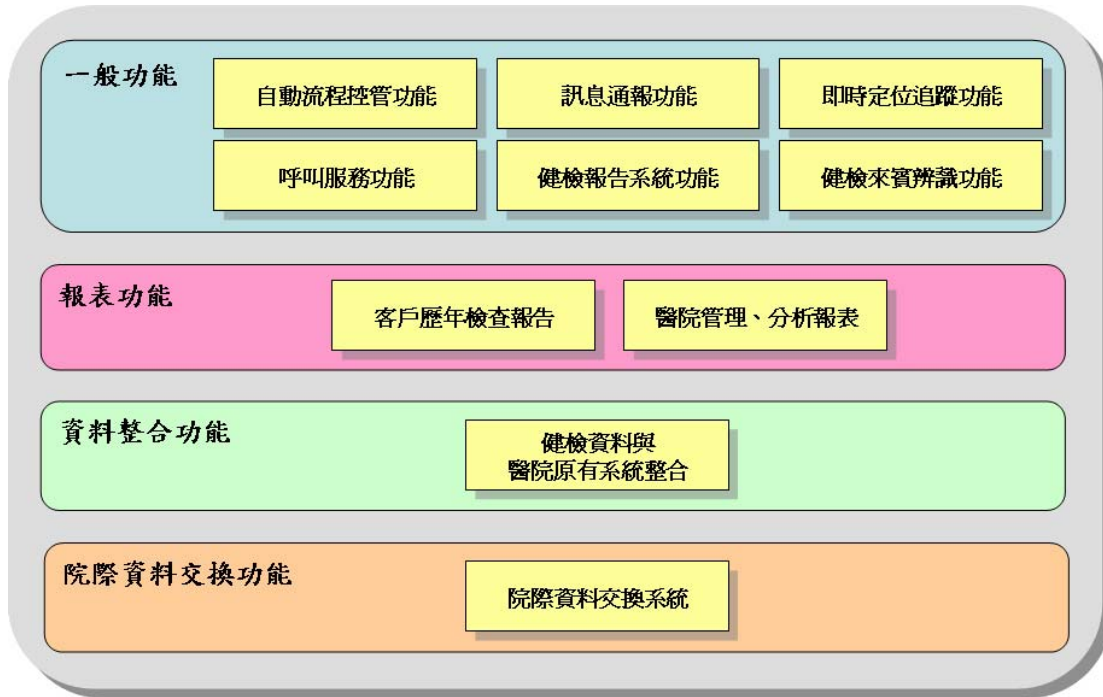 一般功能
自動流程控管功能
訊息通報功能
即時定位追蹤功能
呼叫服務功能
健檢報告系統功能
健檢來賓辨識功能
報表功能
客戶歷年檢查報告
醫院管理、分析報表
資料整合功能
健檢資料與
醫院原有系統整合
院際資料交換功能
院際資料交換系統